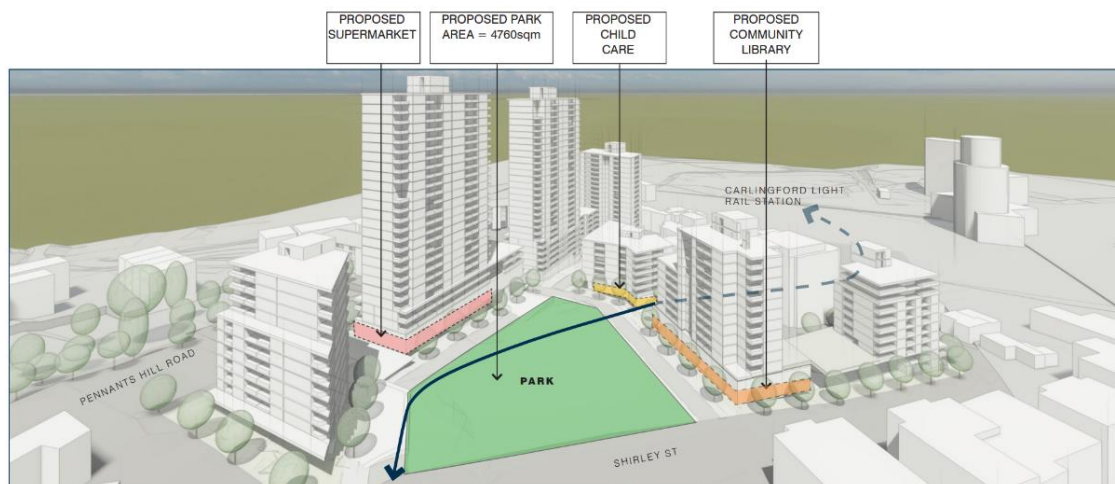 PROPOSED
SUPERMARKET
PROPOSED PARK
AREA = 4760sqm
PROPOSED
CHILD
CARE
PROPOSED
COMMUNITY
LIBRARY
CARLINGFORD LIGHT
RAIL STATION
PENNANTS HILL ROAD
PARK
SHIRLEY ST